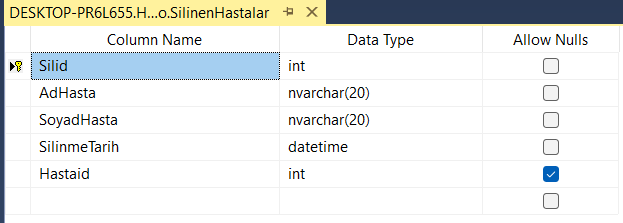 DESKTOP-PR6L655.H...o.SilinenHastalar
Column Name Data Type Allow Nulls
Silid int
AdHasta nvarchar(20)
SoyadHasta nvarchar(20)
SilinmeTarih datetime
Hastaid int